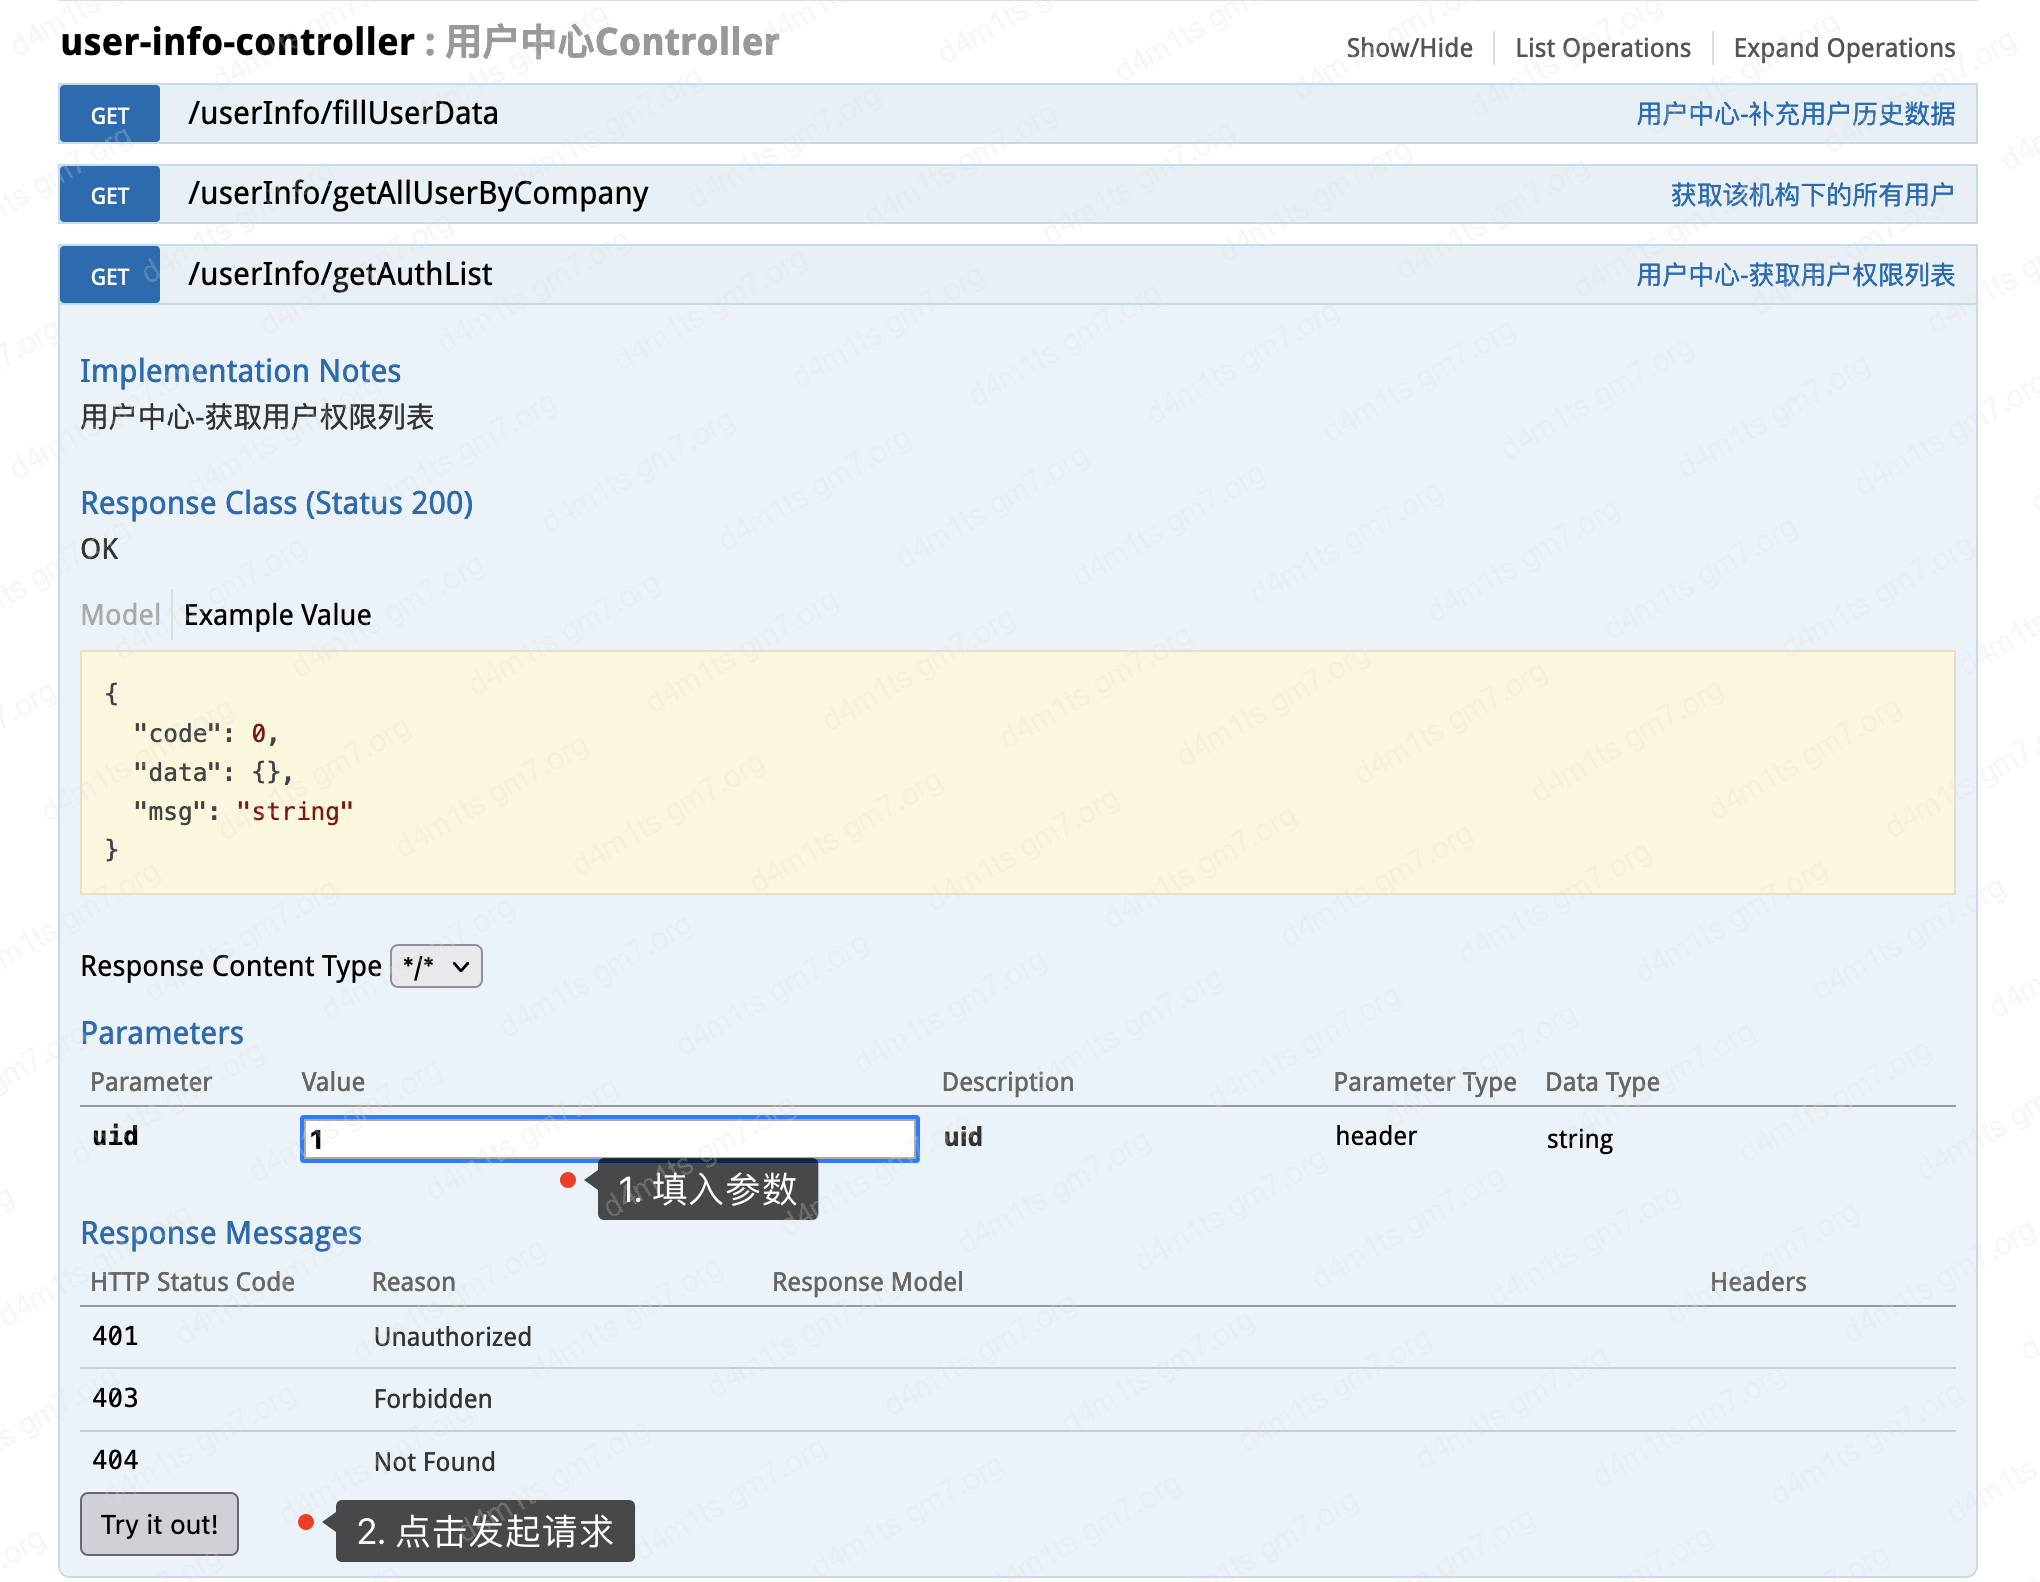 user-info-controller : 用户中心Controller
Show/Hide
List Operations
Expand Operations
GET
/userInfo/fillUserData
用户中心-补充用户历史数据
GET
/userInfo/getAllUserByCompany
获取该机构下的所有用户
GET
/userInfo/getAuthList
用户中心-获取用户权限列表
Implementation Notes
用户中心-获取用户权限列表
Response Class (Status 200)
OK
Model
Example Value
{
"code": 0,
"data": {},
"msg": "string"
}
Response Content Type */*
Parameters
Parameter Value Description Parameter Type Data Type
uid 1 uid header string
1. 填入参数
Response Messages
HTTP Status Code Reason Response Model Headers
401 Unauthorized
403 Forbidden
404 Not Found
Try it out!
2. 点击发起请求
d4m1ts gm7.org